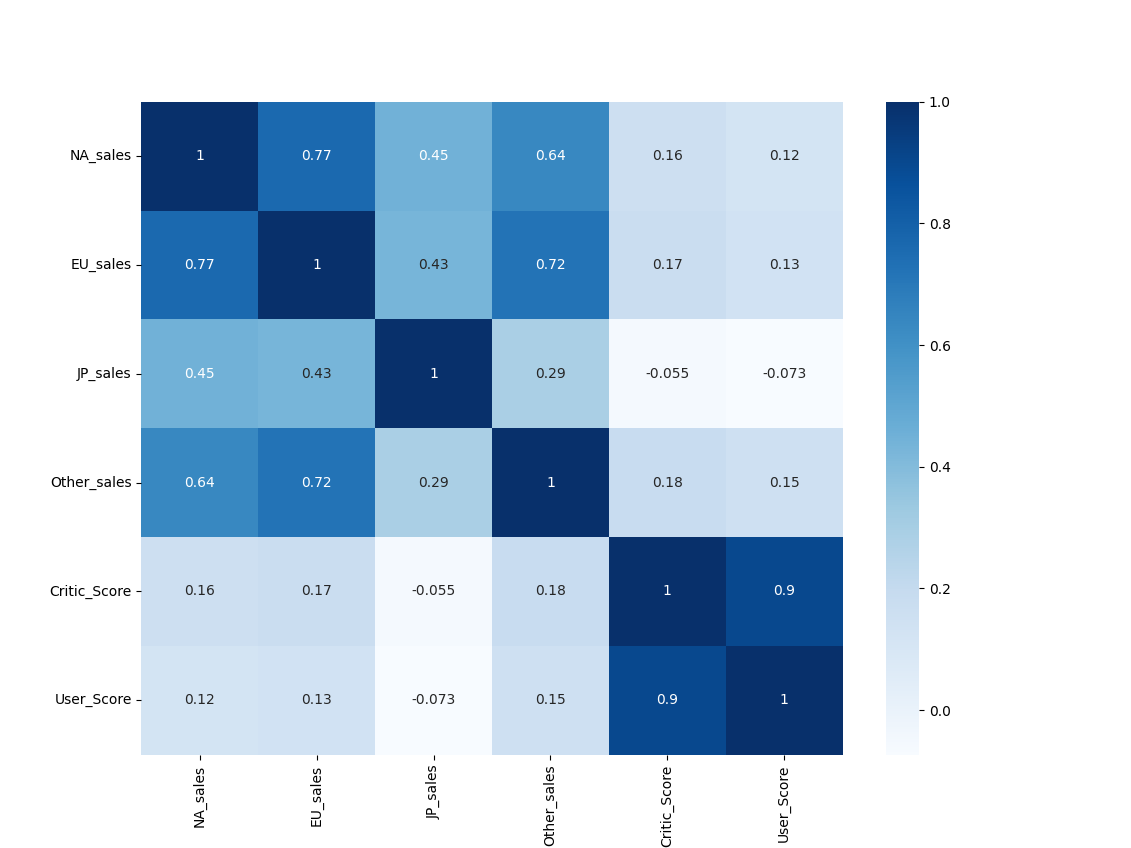 NA_sales 1 0.77 0.45 0.64 0.16 0.12
EU_sales 0.77 1 0.43 0.72 0.17 0.13
JP_sales 0.45 0.43 1 0.29 -0.055 -0.073
Other_sales 0.64 0.72 0.29 1 0.18 0.15
Critic_Score 0.16 0.17 -0.055 0.18 1 0.9
User_Score 0.12 0.13 -0.073 0.15 0.9 1
NA_sales
EU_sales
JP_sales
Other_sales
Critic_Score
User_Score
1.0
0.8
0.6
0.4
0.2
0.0